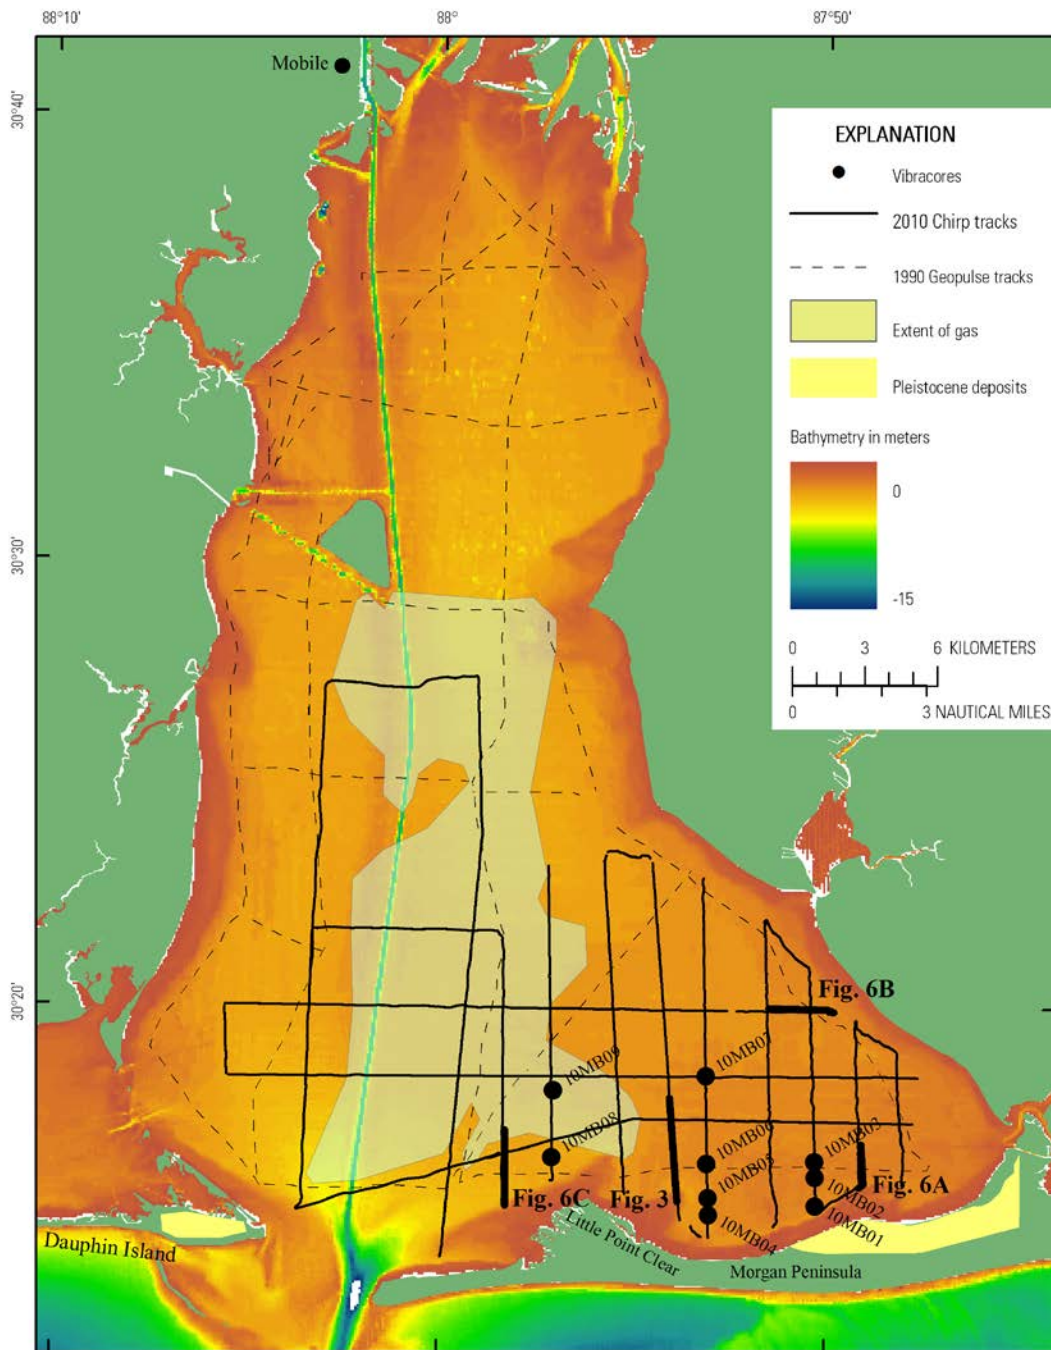 88°10'
88°
87°50'
Mobile
30°40'
EXPLANATION
Vibracores
2010 Chirp tracks
1990 Geopulse tracks
Extent of gas
Pleistocene deposits
Bathymetry in meters
0
-15
30°30'
0 6 KILOMETERS
0 3 NAUTICAL MILES
30°20'
Fig. 6B
10MB09
10MB07
10MB08
10MB06
10MB03
10MB05
10MB02
Fig. 6C
Fig. 3
Fig. 6A
10MB04
10MB01
Little Point Clear
Dauphin Island
Morgan Peninsula